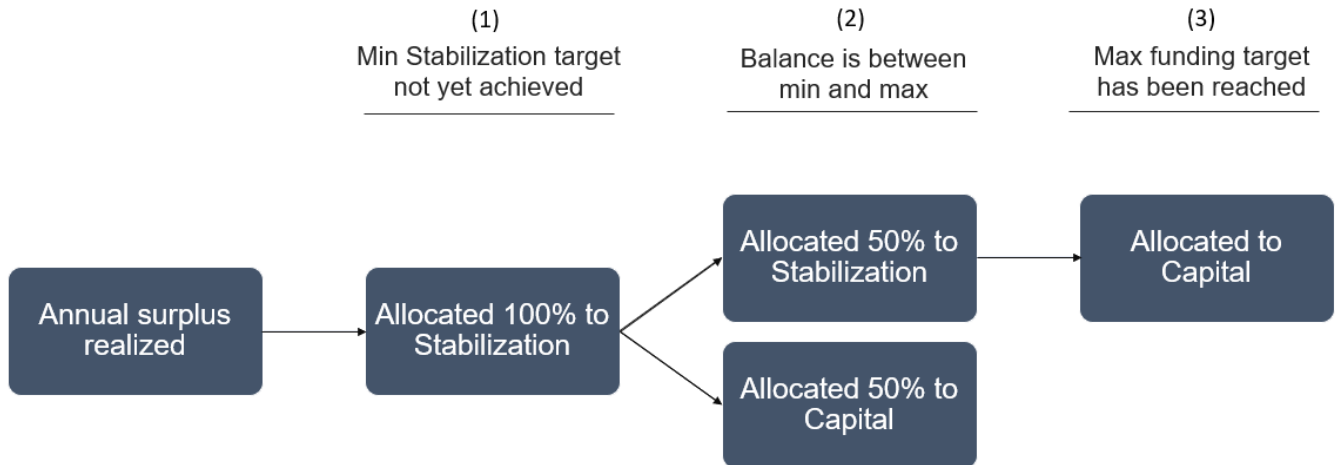 (1)
Min Stabilization target
not yet achieved
(2)
Balance is between
min and max
(3)
Max funding target
has been reached
Annual surplus
realized
Allocated 100% to
Stabilization
Allocated 50% to
Stabilization
Allocated 50% to
Capital
Allocated to
Capital